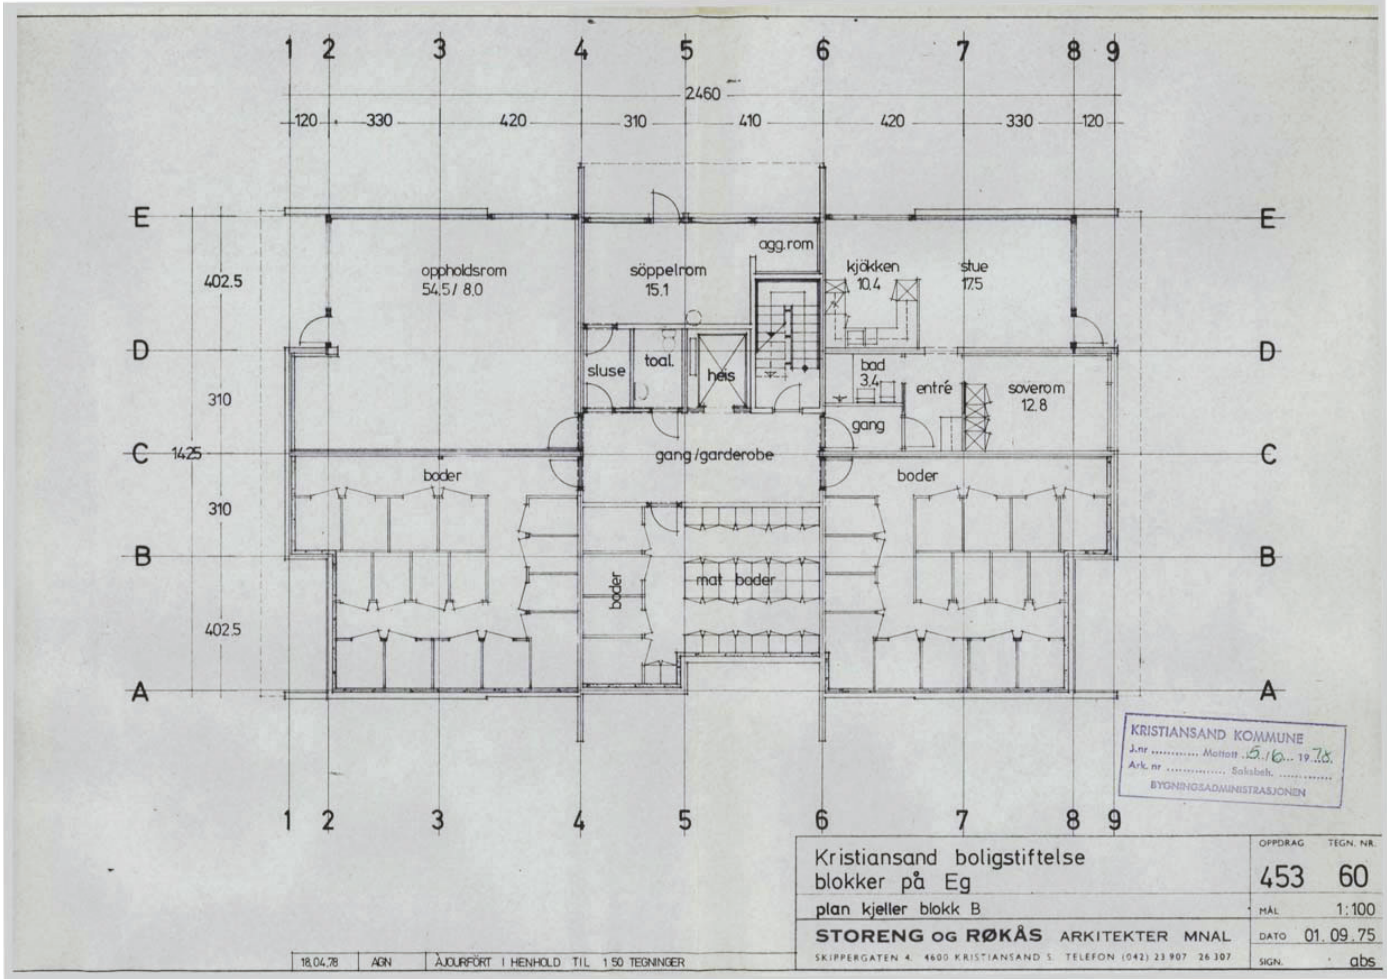 1 2 3 4 5 6 7 8 9
2460
120 330 420 310 410 420 330 120
E E
agg.rom
oppholdsrom söppelrom kjökken stue
54.5/ 8.0 15.1 10.4 17.5
402.5
D D
sluse toal. heis bad entré soverom
3,4 12.8
310
gang
C 1425 gang/garderobe C
boder boder
310
B B
boder mat boder
402.5
A A
KRISTIANSAND KOMMUNE
J.nr ............ Mottatt 5/6 1978.
Ark. nr ............... Saksbeh. .............
BYGNINGSADMINISTRASJONEN
1 2 3 4 5 6 7 8 9
Kristiansand boligstiftelse
blokker på Eg
plan kjeller blokk B
STORENG OG RØKÅS ARKITEKTER MNAL
SKIPPERGATEN 4. 4600 KRISTIANSAND S. TELEFON (042) 23 907 26 307
OPPDRAG TEGN. NR.
453 60
MÅL 1:100
DATO 01.09.75
SIGN. abs
18.04.78 AGN ÀJOURFÖRT I HENHOLD TIL 1 50 TEGNINGER